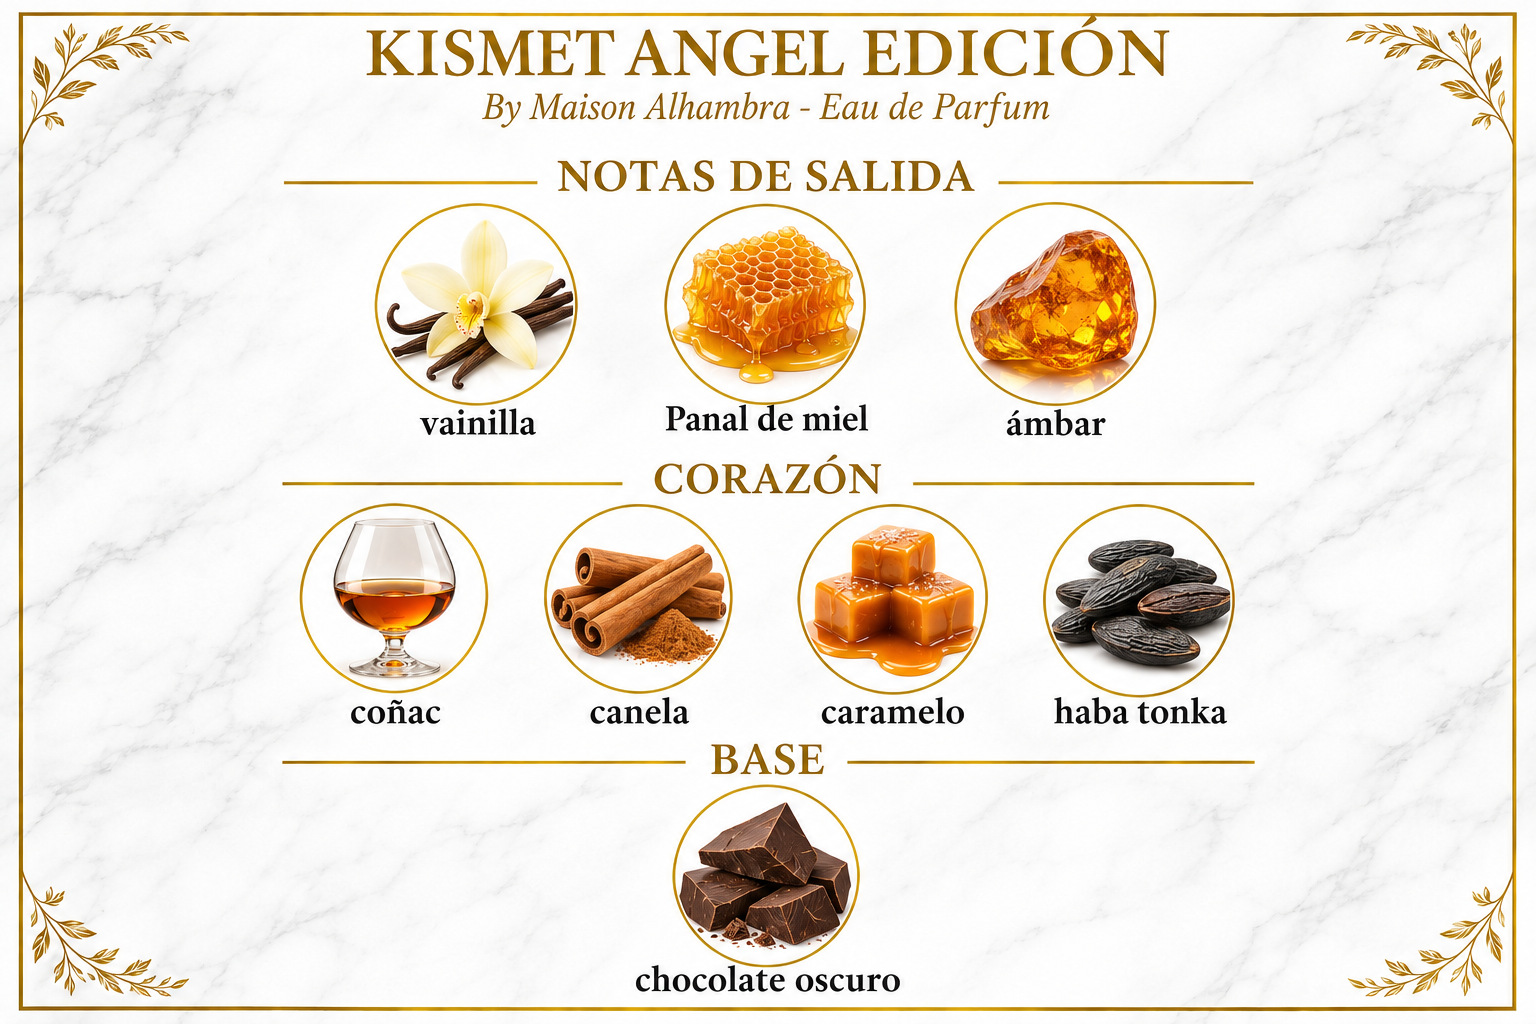 KISMET ANGEL EDICIÓN
By Maison Alhambra - Eau de Parfum
NOTAS DE SALIDA
vainilla
Panal de miel
ámbar
CORAZÓN
coñac
canela
caramelo
haba tonka
BASE
chocolate oscuro